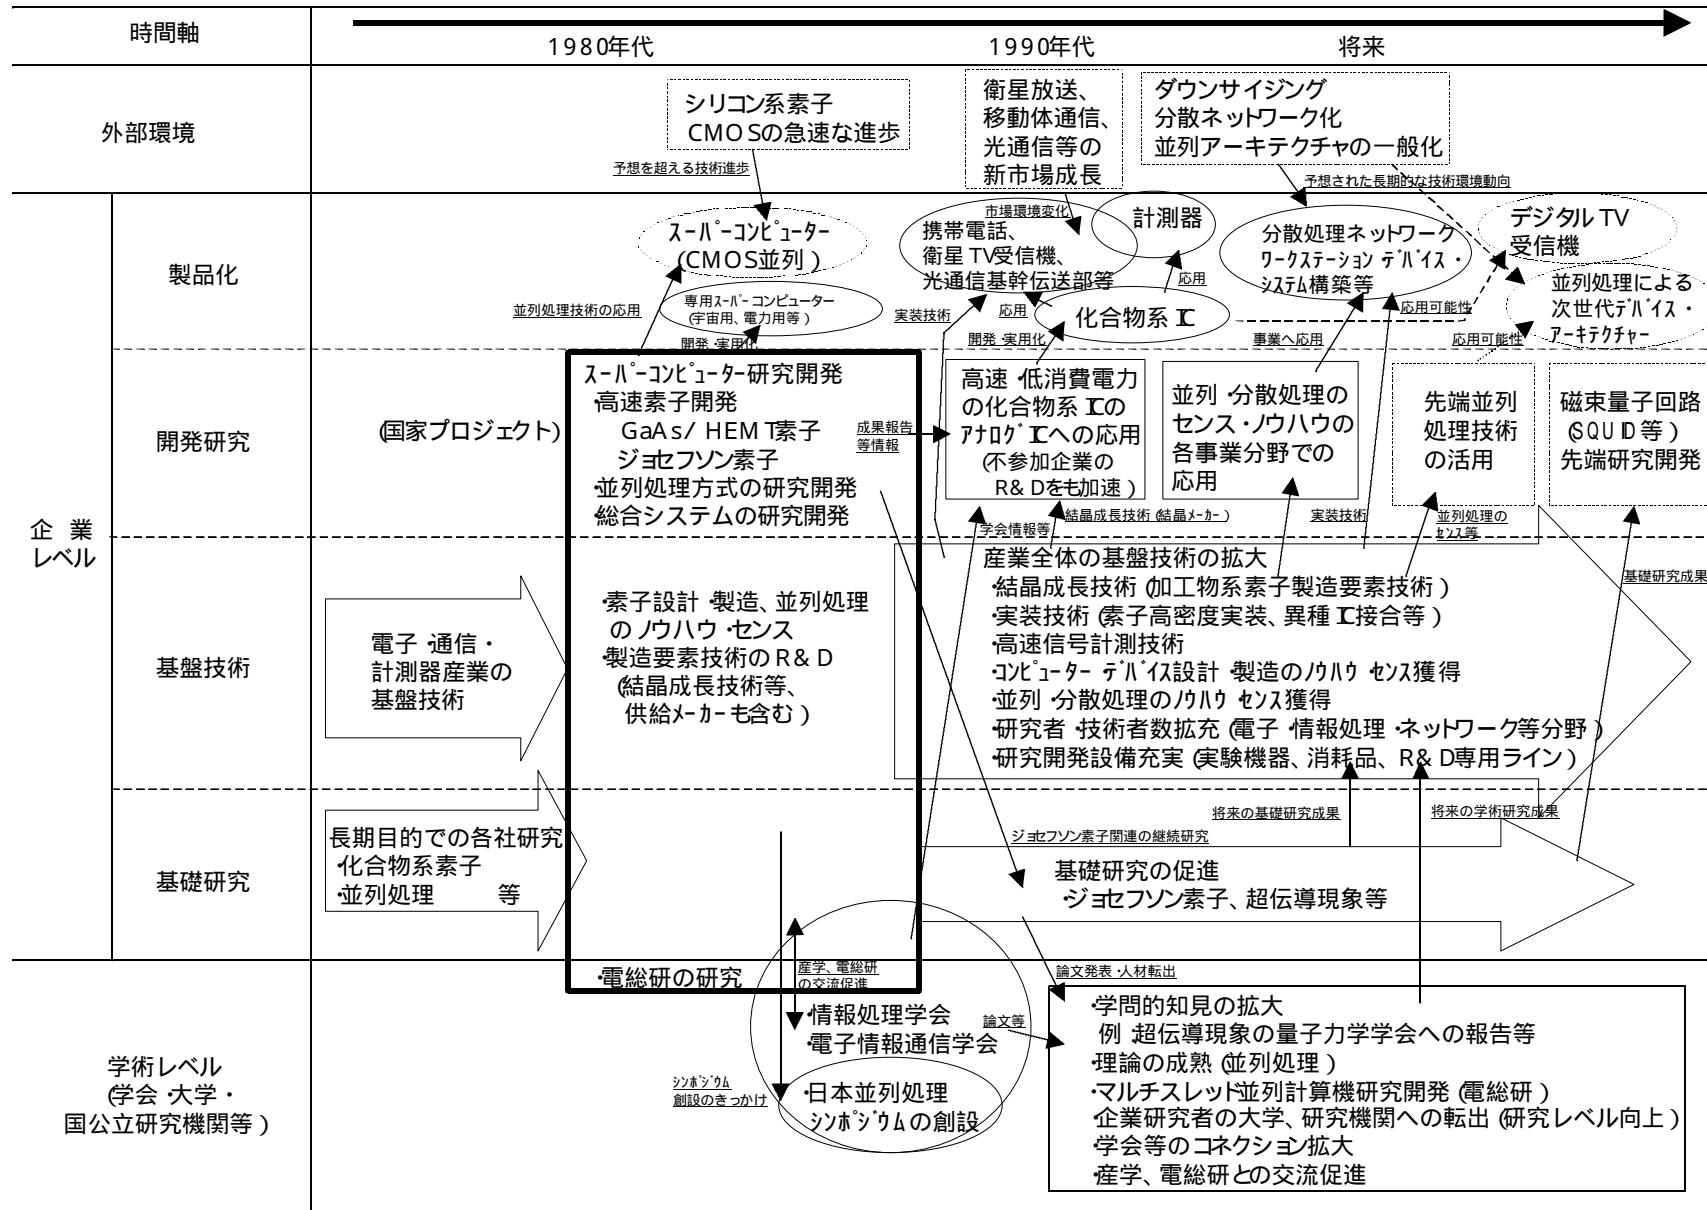 時間軸
1980年代
1990年代
将来
外部環境
シリコン系素子
CMOSの急速な進歩
予想を超える技術進歩
衛星放送、
移動体通信、
光通信等の
新市場成長
市場環境変化
ダウンサイジング
分散ネットワーク化
並列アーキテクチャの一般化
予想された長期的な技術環境動向
企 業
レベル
製品化
スーパーコンピューター
(CMOS並列)
専用スーパーコンピューター
(宇宙用、電力用等)
並列処理技術の応用
開発・実用化
携帯電話、
衛星TV受信機、
光通信基幹伝送部等
計測器
実装技術
応用
応用
化合物系IC
開発・実用化
分散処理ネットワーク
ワークステーション デバイス・
システム構築等
事業へ応用
応用可能性
デジタルTV
受信機
並列処理による
次世代デバイス・
アーキテクチャー
応用可能性
開発研究
(国家プロジェクト)
スーパーコンピューター研究開発
・高速素子開発
GaAs/HEMT素子
ジョセフソン素子
・並列処理方式の研究開発
・総合システムの研究開発
成果報告
等情報
高速・低消費電力
の化合物系ICの
アナログICへの応用
(不参加企業の
R&Dをも加速)
学会情報等
結晶成長技術(結晶メーカー)
並列・分散処理の
センス・ノウハウの
各事業分野での
応用
実装技術
先端並列
処理技術
の活用
並列処理の
センス等
磁束量子回路
(SQUID等)
先端研究開発
基礎研究成果
基盤技術
電子・通信・
計測器産業の
基盤技術
・素子設計・製造、並列処理
のノウハウ・センス
・製造要素技術のR&D
(結晶成長技術等、
供給メーカーも含む)
産業全体の基盤技術の拡大
・結晶成長技術(加工物系素子製造要素技術)
・実装技術(素子高密度実装、異種IC接合等)
・高速信号計測技術
・コンピューター デバイス設計・製造のノウハウ センス獲得
・並列・分散処理のノウハウ センス獲得
・研究者・技術者数拡充(電子・情報処理・ネットワーク等分野)
・研究開発設備充実(実験機器、消耗品、R&D専用ライン)
将来の基礎研究成果
将来の学術研究成果
基礎研究
長期目的での各社研究
・化合物系素子
・並列処理 等
ジョセフソン素子関連の継続研究
基礎研究の促進
・ジョセフソン素子、超伝導現象等
学術レベル
(学会・大学・
国公立研究機関等)
・電総研の研究
産学、電総研
の交流促進
・情報処理学会
・電子情報通信学会
論文等
シンポジウム
創設のきっかけ
・日本並列処理
シンポジウムの創設
論文発表・人材転出
・学問的知見の拡大
例 超伝導現象の量子力学学会への報告等
・理論の成熟(並列処理)
・マルチスレッド並列計算機研究開発(電総研)
・企業研究者の大学、研究機関への転出(研究レベル向上)
・学会等のコネクション拡大
・産学、電総研との交流促進